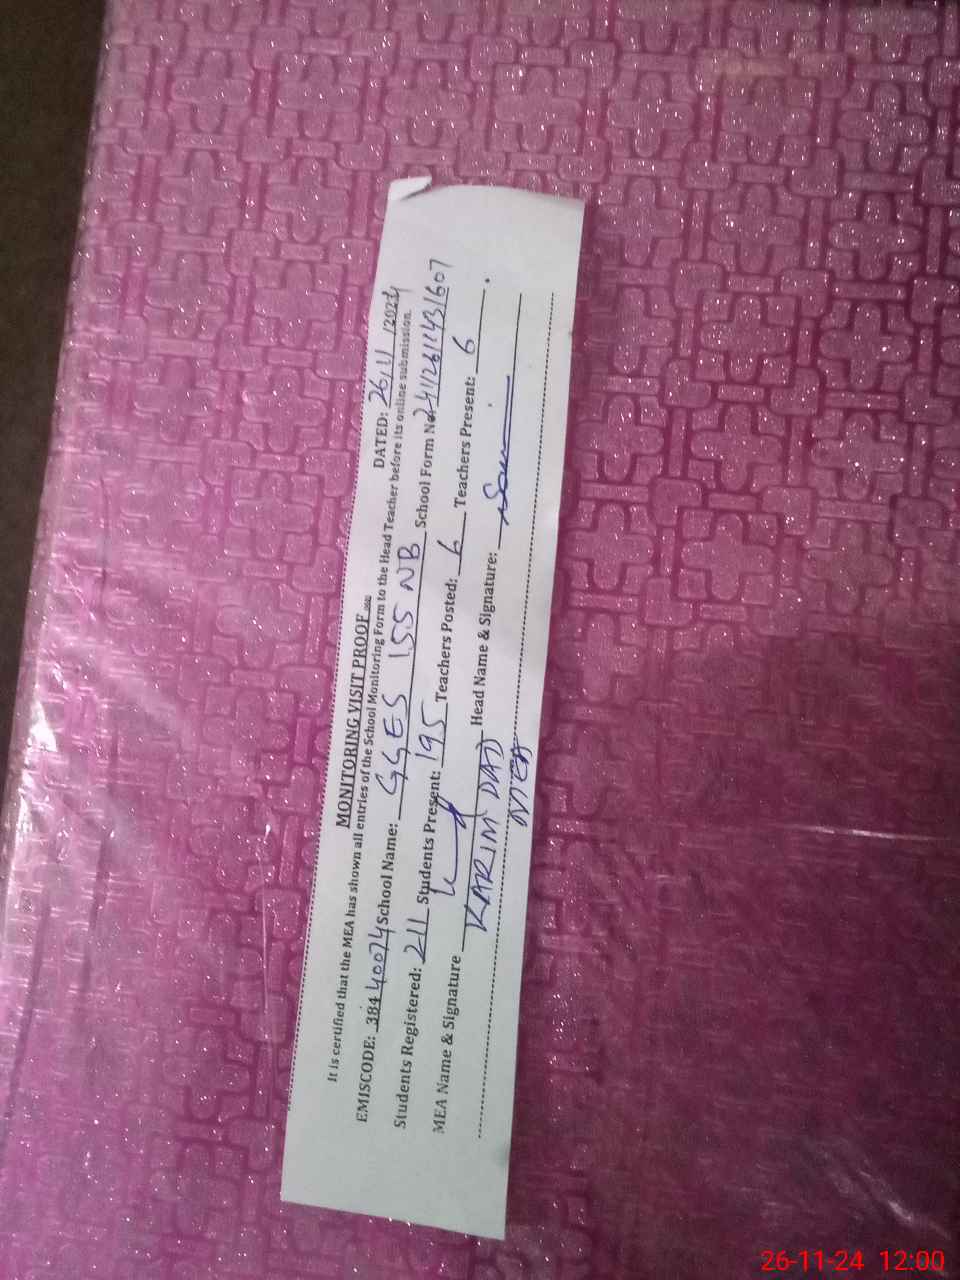 MONITORING VISIT PROOF
DATED: 26/11/2024
It is certified that the MEA has shown all entries of the School Monitoring Form to the Head Teacher before its online submission.
EMISCODE: 38440074 School Name: GGES 155 NB School Form No: 24112611431607
Students Registered: 211 Students Present: 195 Teachers Posted: 6 Teachers Present: 6
MEA Name & Signature KARIM DAD Head Name & Signature:
MEA
26-11-24 12:00